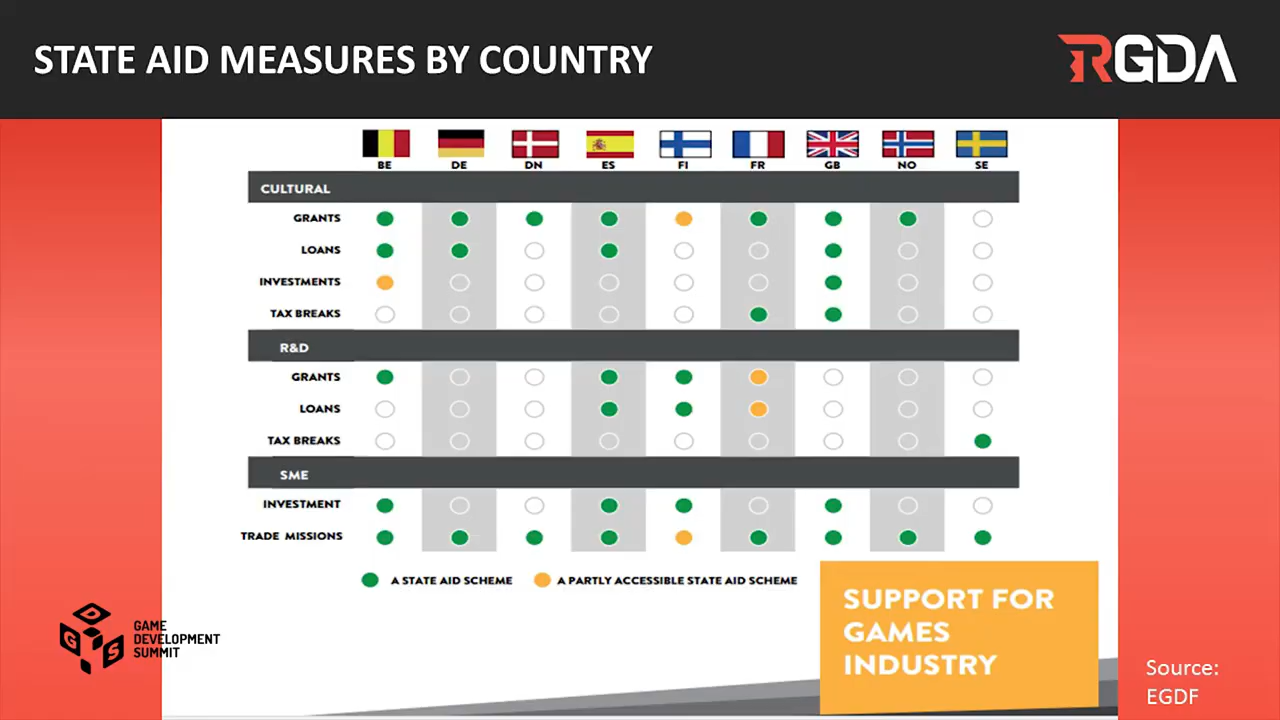 STATE AID MEASURES BY COUNTRY
RGDA
BE DE DN ES FI FR GB NO SE
CULTURAL
GRANTS
LOANS
INVESTMENTS
TAX BREAKS
R&D
GRANTS
LOANS
TAX BREAKS
SME
INVESTMENT
TRADE MISSIONS
A STATE AID SCHEME A PARTLY ACCESSIBLE STATE AID SCHEME
SUPPORT FOR
GAMES
INDUSTRY
GDS
GAME
DEVELOPMENT
SUMMIT
Source:
EGDF